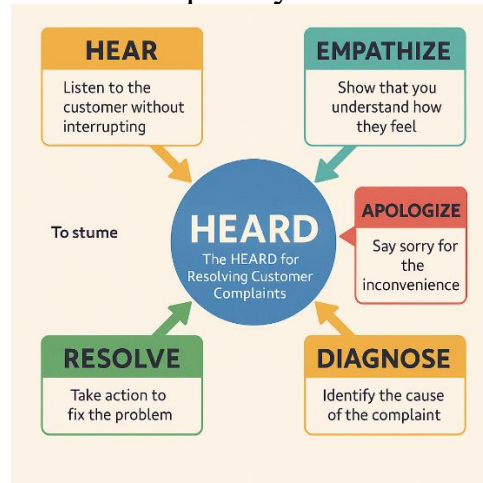 HEAR
Listen to the
customer without
interrupting
EMPATHIZE
Show that you
understand how
they feel
HEARD
The HEARD for
Resolving Customer
Complaints
APOLOGIZE
Say sorry for
the
inconvenience
To stume
RESOLVE
Take action to
fix the problem
DIAGNOSE
Identify the cause
of the complaint